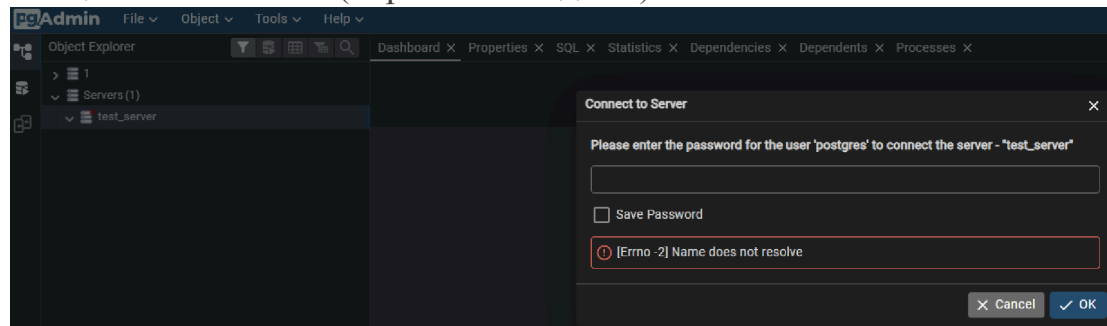 pgAdmin File Object Tools Help
Object Explorer
Dashboard Properties SQL Statistics Dependencies Dependents Processes
1
Servers (1)
test_server
Connect to Server
Please enter the password for the user 'postgres' to connect the server - "test_server"
Save Password
[Errno -2] Name does not resolve
Cancel OK